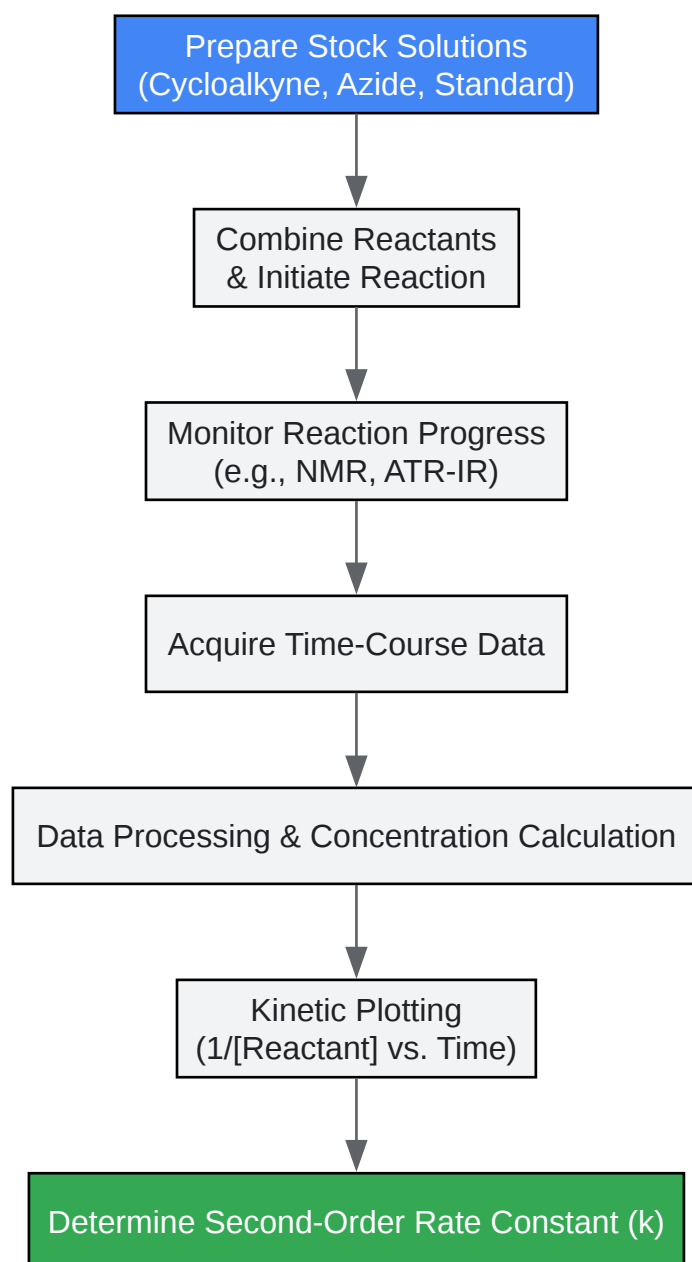 Prepare Stock Solutions
(Cycloalkyne, Azide, Standard)
Combine Reactants
& Initiate Reaction
Monitor Reaction Progress
(e.g., NMR, ATR-IR)
Acquire Time-Course Data
Data Processing & Concentration Calculation
Kinetic Plotting
(1/[Reactant] vs. Time)
Determine Second-Order Rate Constant (k)